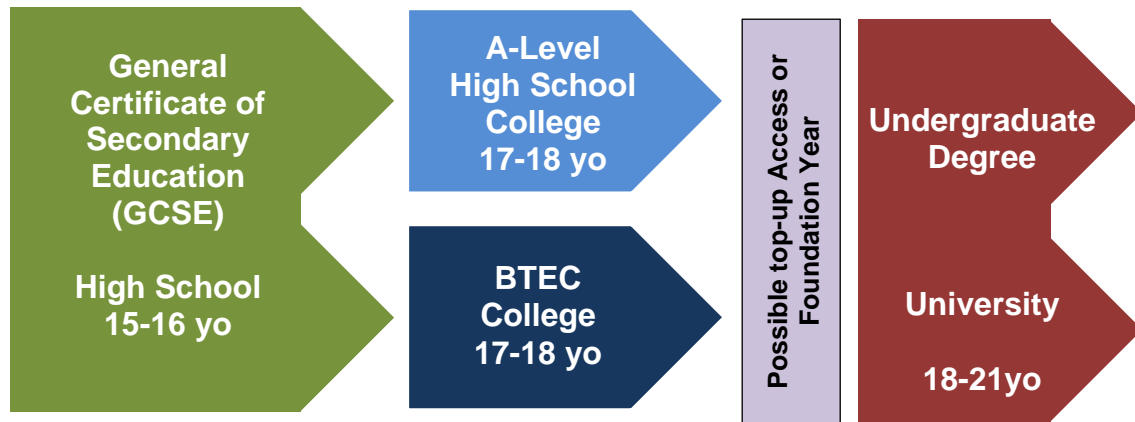 General
Certificate of
Secondary
Education
(GCSE)
High School
15-16 yo
A-Level
High School
College
17-18 yo
BTEC
College
17-18 yo
Possible top-up Access or
Foundation Year
Undergraduate
Degree
University
18-21yo